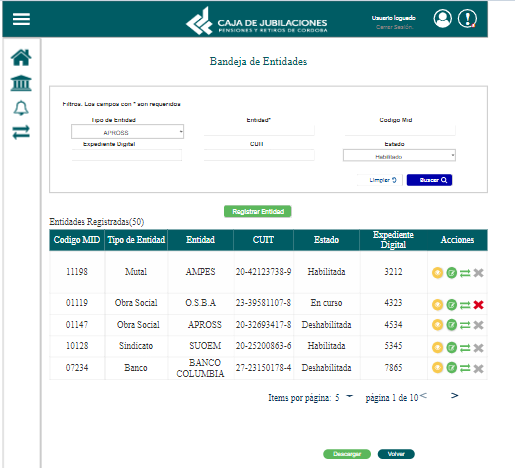 CAJA DE JUBILACIONES
PENSIONES Y RETIROS DE CORDOBA
Usuario logueado
Cerrar Sesión.
Bandeja de Entidades
Filtros. Los campos con * son requeridos
Tipo de Entidad Entidad* Codigo Mid
APROSS
Expediente Digital CUIT Estado
Habilitado
Limpiar Buscar
Registrar Entidad
Entidades Registradas(50)
Codigo MID Tipo de Entidad Entidad CUIT Estado Expediente Digital Acciones
11198 Mutal AMPES 20-42123738-9 Habilitada 3212
01119 Obra Social O.S.B.A 23-39581107-8 En curso 4323
01147 Obra Social APROSS 20-32693417-8 Deshabilitada 4534
10128 Sindicato SUOEM 20-25200863-6 Habilitada 5345
07234 Banco BANCO COLUMBIA 27-23150178-4 Deshabilitada 7865
Items por página: 5 página 1 de 10 < >
Descargar Volver